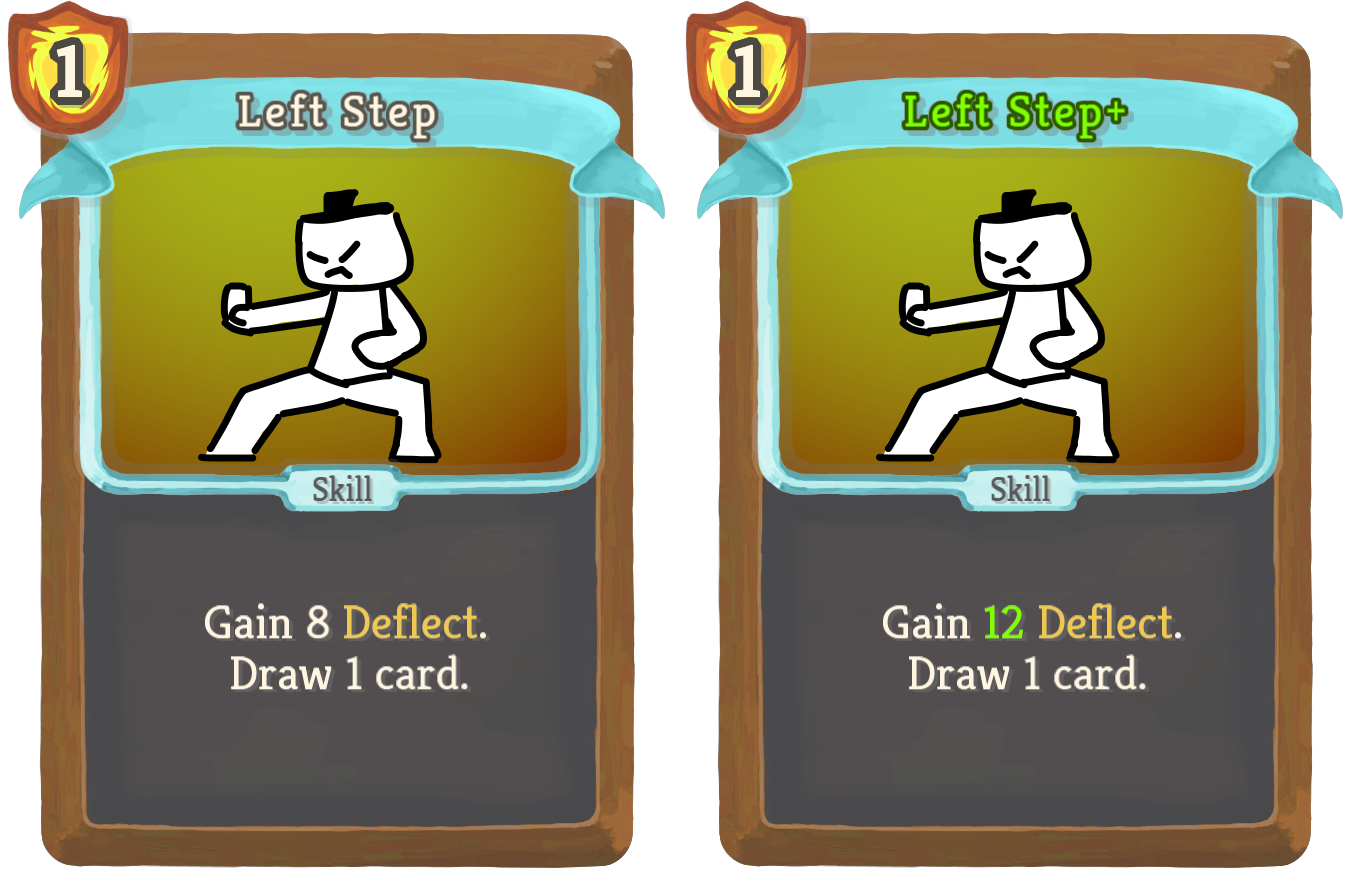 1
Left Step
Skill
Gain 8 Deflect.
Draw 1 card.
1
Left Step+
Skill
Gain 12 Deflect.
Draw 1 card.